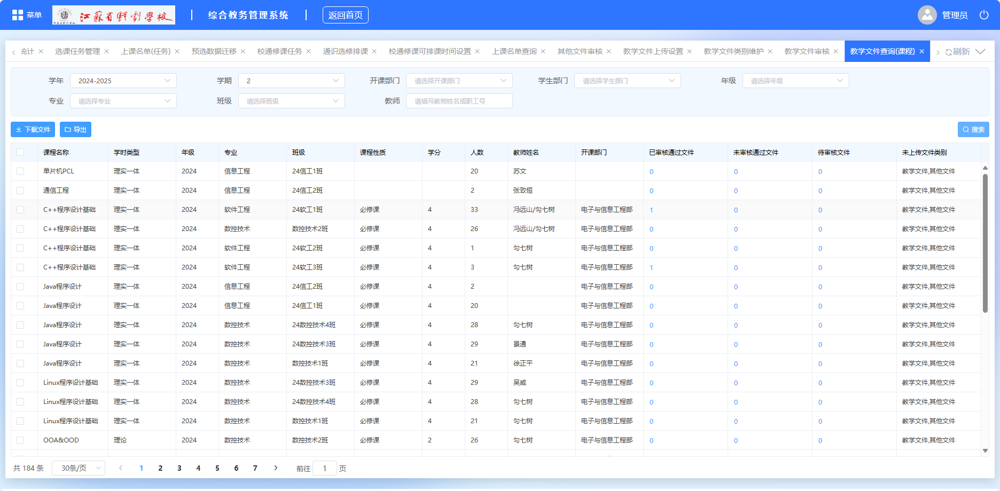 菜单 江苏省戏剧学校 综合教务管理系统 返回首页 管理员
统计 选课任务管理 上课名单(任务) 预选数据迁移 校通修课任务 通识选修排课 校通修课可排课时间设置 上课名单查询 其他文件审核 教学文件上传设置 教学文件类别维护 教学文件审核 教学文件查询(课程) 刷新
学年 2024-2025 学期 2 开课部门 请选择开课部门 学生部门 请选择学生部门 年级 请选择年级
专业 请选择专业 班级 请选择班级 教师 请填写教师姓名或职工号
下载文件 导出 搜索
课程名称 学时类型 年级 专业 班级 课程性质 学分 人数 教师姓名 开课部门 已审核通过文件 未审核通过文件 待审核文件 未上传文件类别
单片机PCL 理实一体 2024 信息工程 24信工1班 20 苏文 0 0 0 教学文件,其他文件
通信工程 理实一体 2024 信息工程 24信工2班 2 张致恒 0 0 0 教学文件,其他文件
C++程序设计基础 理实一体 2024 软件工程 24软工1班 必修课 4 33 冯远山/勾七树 电子与信息工程部 1 0 0 教学文件,其他文件
C++程序设计基础 理实一体 2024 数控技术 数控技术2班 必修课 4 26 冯远山/勾七树 电子与信息工程部 0 0 0 教学文件,其他文件
C++程序设计基础 理实一体 2024 软件工程 24软工2班 必修课 4 1 勾七树 电子与信息工程部 0 0 0 教学文件,其他文件
C++程序设计基础 理实一体 2024 软件工程 24软工3班 必修课 4 3 勾七树 电子与信息工程部 1 0 0 教学文件,其他文件
Java程序设计 理实一体 2024 信息工程 24信工2班 必修课 4 2 电子与信息工程部 0 0 0 教学文件,其他文件
Java程序设计 理实一体 2024 信息工程 24信工1班 必修课 4 20 电子与信息工程部 0 0 0 教学文件,其他文件
Java程序设计 理实一体 2024 数控技术 24数控技术4班 必修课 4 28 勾七树 电子与信息工程部 0 0 0 教学文件,其他文件
Java程序设计 理实一体 2024 数控技术 24数控技术3班 必修课 4 29 景通 电子与信息工程部 0 0 0 教学文件,其他文件
Java程序设计 理实一体 2024 数控技术 数控技术1班 必修课 4 21 徐正平 电子与信息工程部 0 0 0 教学文件,其他文件
Linux程序设计基础 理实一体 2024 数控技术 24数控技术3班 必修课 4 29 吴威 电子与信息工程部 0 0 0 教学文件,其他文件
Linux程序设计基础 理实一体 2024 数控技术 24数控技术4班 必修课 4 28 勾七树 电子与信息工程部 0 0 0 教学文件,其他文件
Linux程序设计基础 理实一体 2024 数控技术 数控技术1班 必修课 4 21 勾七树 电子与信息工程部 0 0 0 教学文件,其他文件
OOA&OOD 理论 2024 数控技术 数控技术2班 必修课 2 26 勾七树 电子与信息工程部 0 0 0 教学文件,其他文件
共 184 条 30条/页 1 2 3 4 5 6 7 前往 1 页